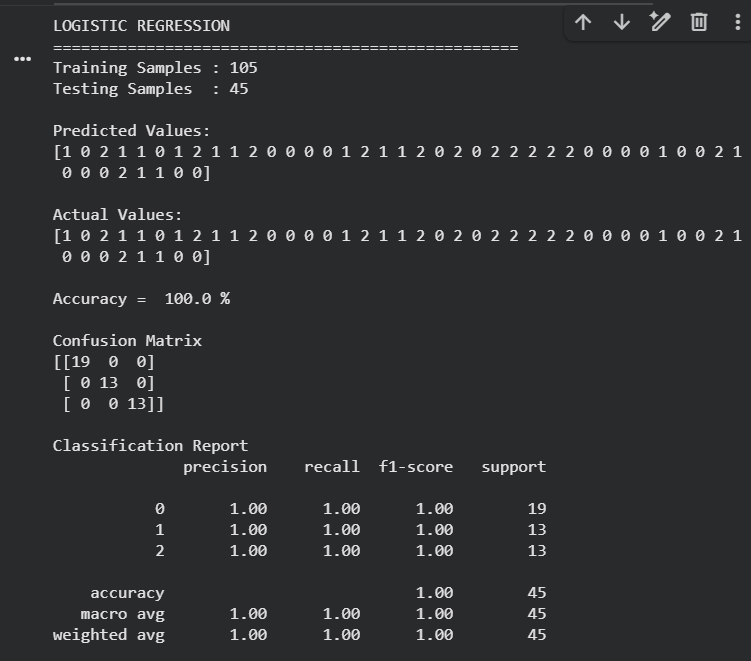 LOGISTIC REGRESSION
==================================================
Training Samples : 105
Testing Samples  : 45
Predicted Values:
[1 0 2 1 1 0 1 2 1 1 2 0 0 0 0 1 2 1 1 2 0 2 0 2 2 2 2 2 0 0 0 0 1 0 0 2 1
 0 0 0 2 1 1 0 0]
Actual Values:
[1 0 2 1 1 0 1 2 1 1 2 0 0 0 0 1 2 1 1 2 0 2 0 2 2 2 2 2 0 0 0 0 1 0 0 2 1
 0 0 0 2 1 1 0 0]
Accuracy =  100.0 %
Confusion Matrix
[[19  0  0]
 [ 0 13  0]
 [ 0  0 13]]
Classification Report
              precision    recall  f1-score   support
           0       1.00      1.00      1.00        19
           1       1.00      1.00      1.00        13
           2       1.00      1.00      1.00        13
    accuracy                           1.00        45
   macro avg       1.00      1.00      1.00        45
weighted avg       1.00      1.00      1.00        45